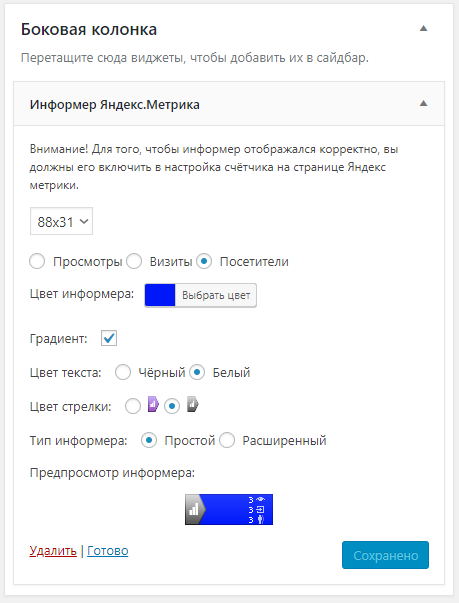 Боковая колонка
Перетащите сюда виджеты, чтобы добавить их в сайдбар.
Информер Яндекс.Метрика
Внимание! Для того, чтобы информер отображался корректно, вы
должны его включить в настройка счётчика на странице Яндекс
метрики.
88x31
Просмотры Визиты Посетители
Цвет информера: Выбрать цвет
Градиент:
Цвет текста: Чёрный Белый
Цвет стрелки:
Тип информера: Простой Расширенный
Предпросмотр информера:
3
3
3
Удалить | Готово Сохранено